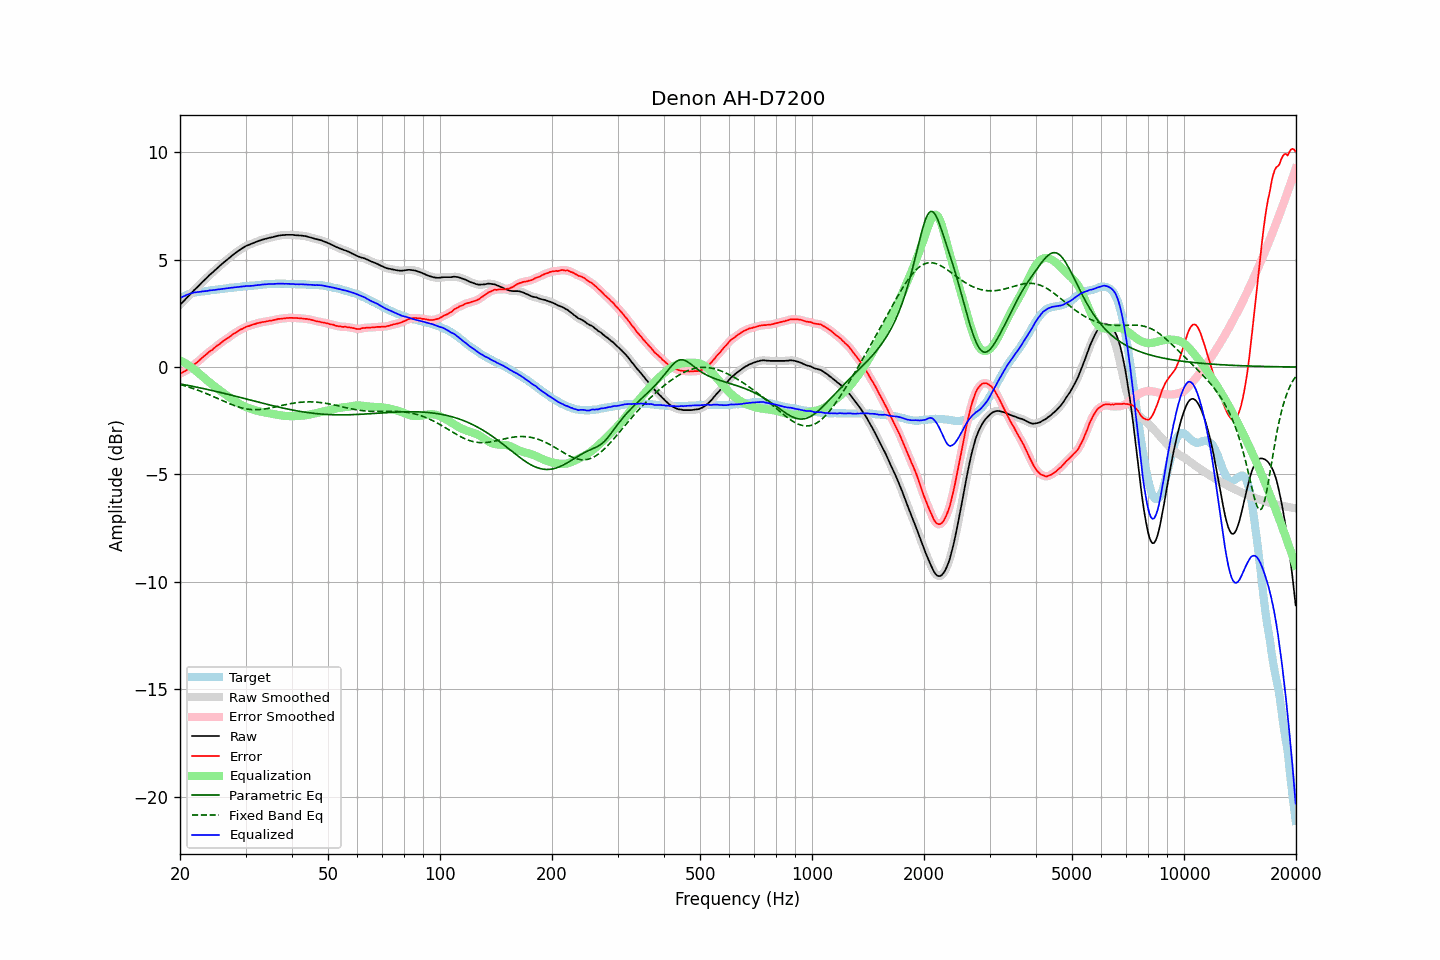 Denon AH-D7200
Amplitude (dBr)
10
5
0
−5
−10
−15
−20
Target
Raw Smoothed
Error Smoothed
Raw
Error
Equalization
Parametric Eq
Fixed Band Eq
Equalized
20 50 100 200 500 1000 2000 5000 10000 20000
Frequency (Hz)